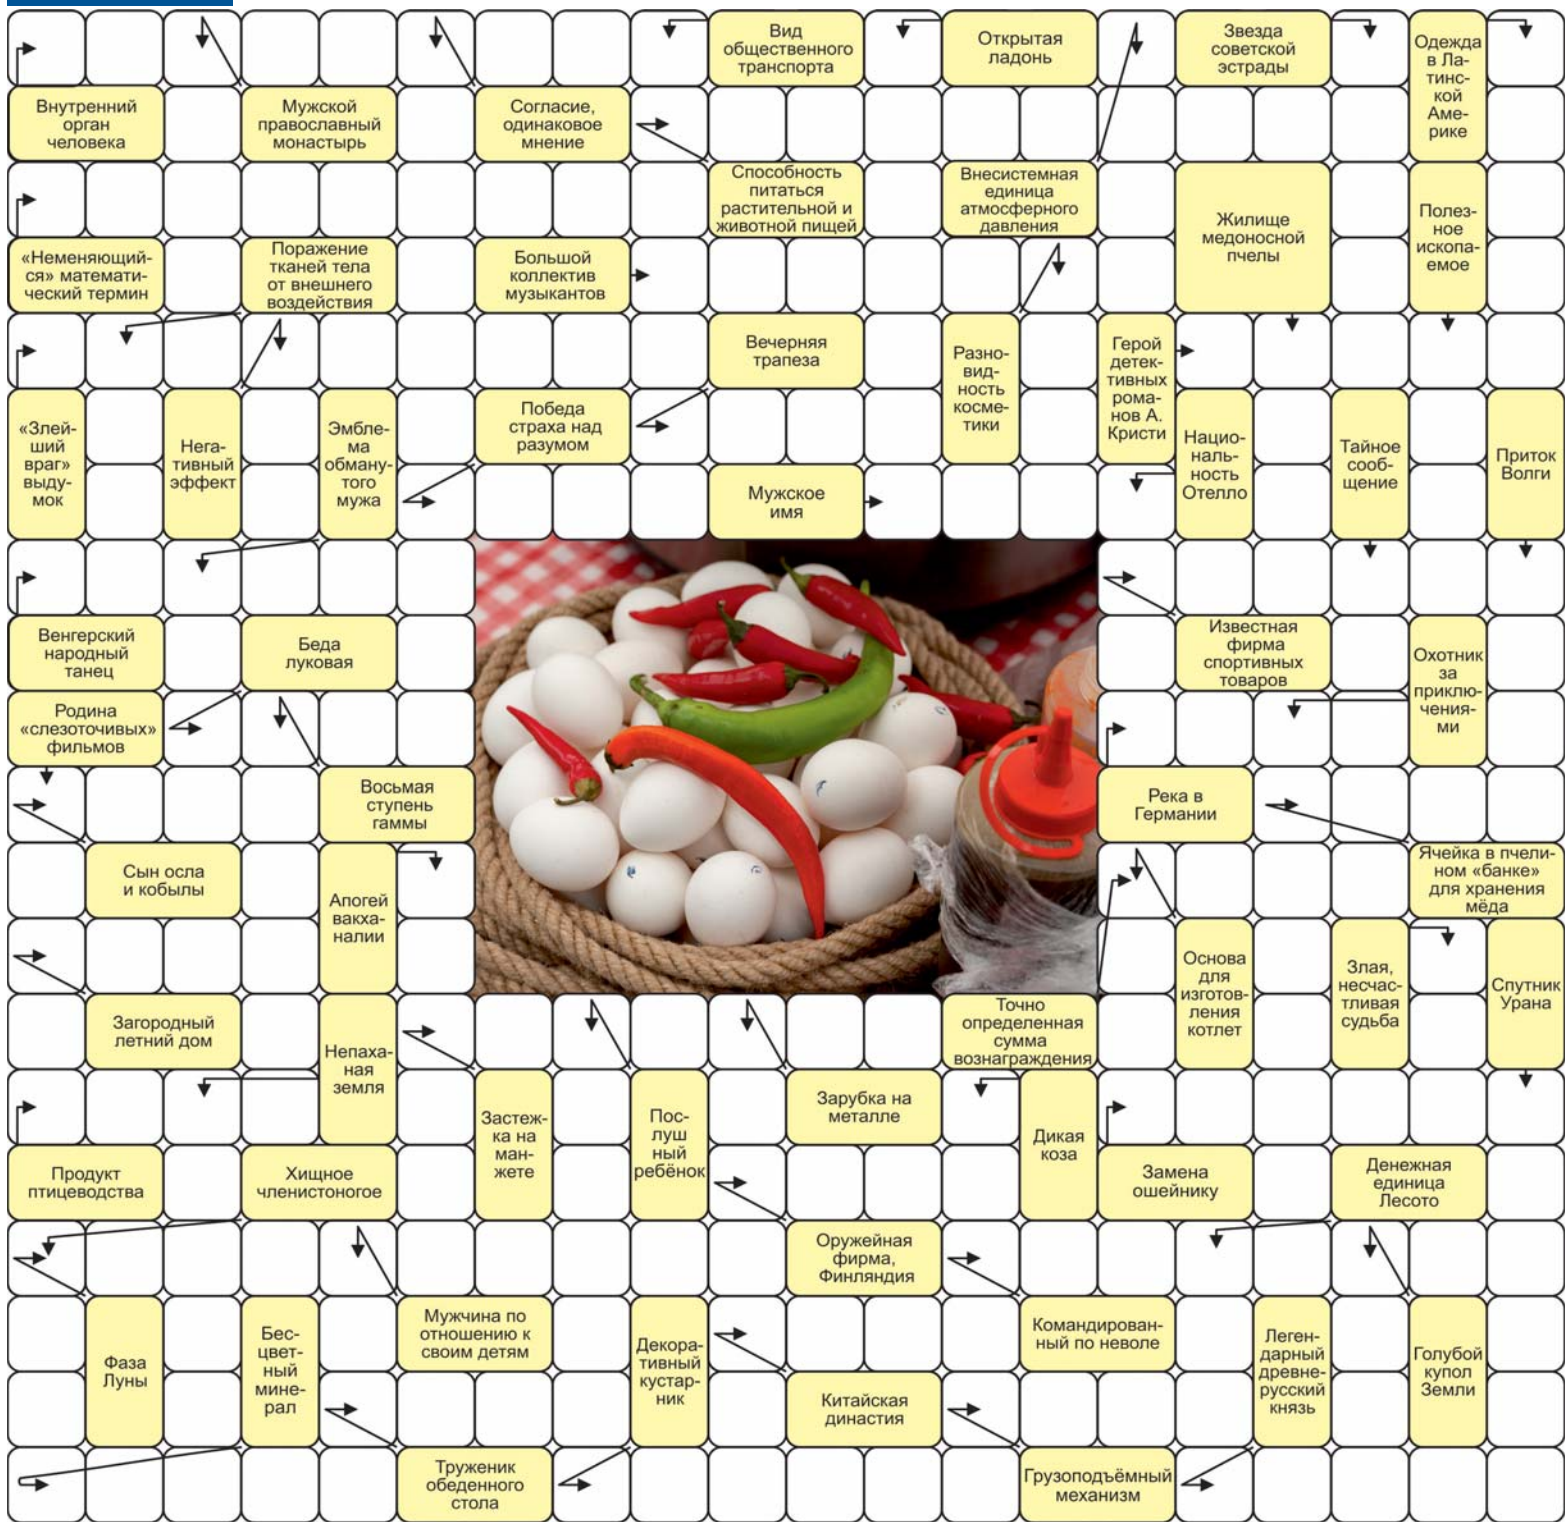 Вид
общественного
транспорта
Открытая
ладонь
Звезда
советской
эстрады
Одежда
в Ла-
тинс-
кой
Аме-
рике
Внутренний
орган
человека
Мужской
православный
монастырь
Согласие,
одинаковое
мнение
Способность
питаться
растительной и
животной пищей
Внесистемная
единица
атмосферного
давления
Жилище
медоносной
пчелы
Полез-
ное
ископа-
емое
«Неменяющий-
ся» математи-
ческий термин
Поражение
тканей тела
от внешнего
воздействия
Большой
коллектив
музыкантов
Вечерняя
трапеза
Разно-
вид-
ность
косме-
тики
Герой
детек-
тивных
рома-
нов А.
Кристи
«Злей-
ший
враг»
выду-
мок
Нега-
тивный
эффект
Эмбле-
ма
обману-
того
мужа
Победа
страха над
разумом
Нацио-
наль-
ность
Отелло
Тайное
сооб-
щение
Приток
Волги
Мужское
имя
Венгерский
народный
танец
Беда
луковая
Известная
фирма
спортивных
товаров
Охотник
за
приклю-
чения-
ми
Родина
«слезоточивых»
фильмов
Восьмая
ступень
гаммы
Река в
Германии
Сын осла
и кобылы
Апогей
вакха-
налии
Ячейка в пчели-
ном «банке»
для хранения
мёда
Основа
для
изготов-
ления
котлет
Злая,
несчас-
тливая
судьба
Спутник
Урана
Загородный
летний дом
Непаха-
ная
земля
Точно
определенная
сумма
вознаграждения
Застеж-
ка на
ман-
жете
Пос-
луш
ный
ребёнок
Зарубка на
металле
Дикая
коза
Продукт
птицеводства
Хищное
членистоногое
Замена
ошейнику
Денежная
единица
Лесото
Оружейная
фирма,
Финляндия
Фаза
Луны
Бес-
цвет-
ный
мине-
рал
Мужчина по
отношению к
своим детям
Декора-
тивный
кустар-
ник
Командирован-
ный по неволе
Леген-
дарный
древне-
русский
князь
Голубой
купол
Земли
Китайская
династия
Труженик
обеденного
стола
Грузоподъёмный
механизм